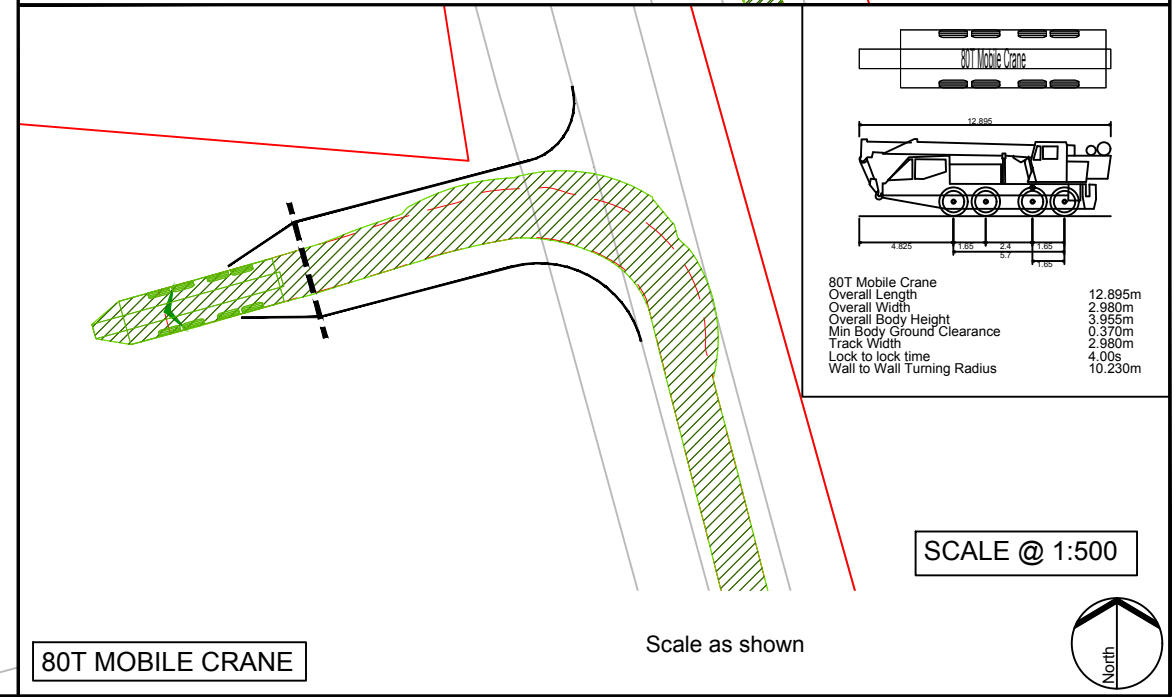 80T Mobile Crane
12.895
4.825 1.65 2.4 1.65
5.7
1.65
80T Mobile Crane
Overall Length 12.895m
Overall Width 2.980m
Overall Body Height 3.955m
Min Body Ground Clearance 0.370m
Track Width 2.980m
Lock to lock time 4.00s
Wall to Wall Turning Radius 10.230m
SCALE @ 1:500
Scale as shown
80T MOBILE CRANE
North